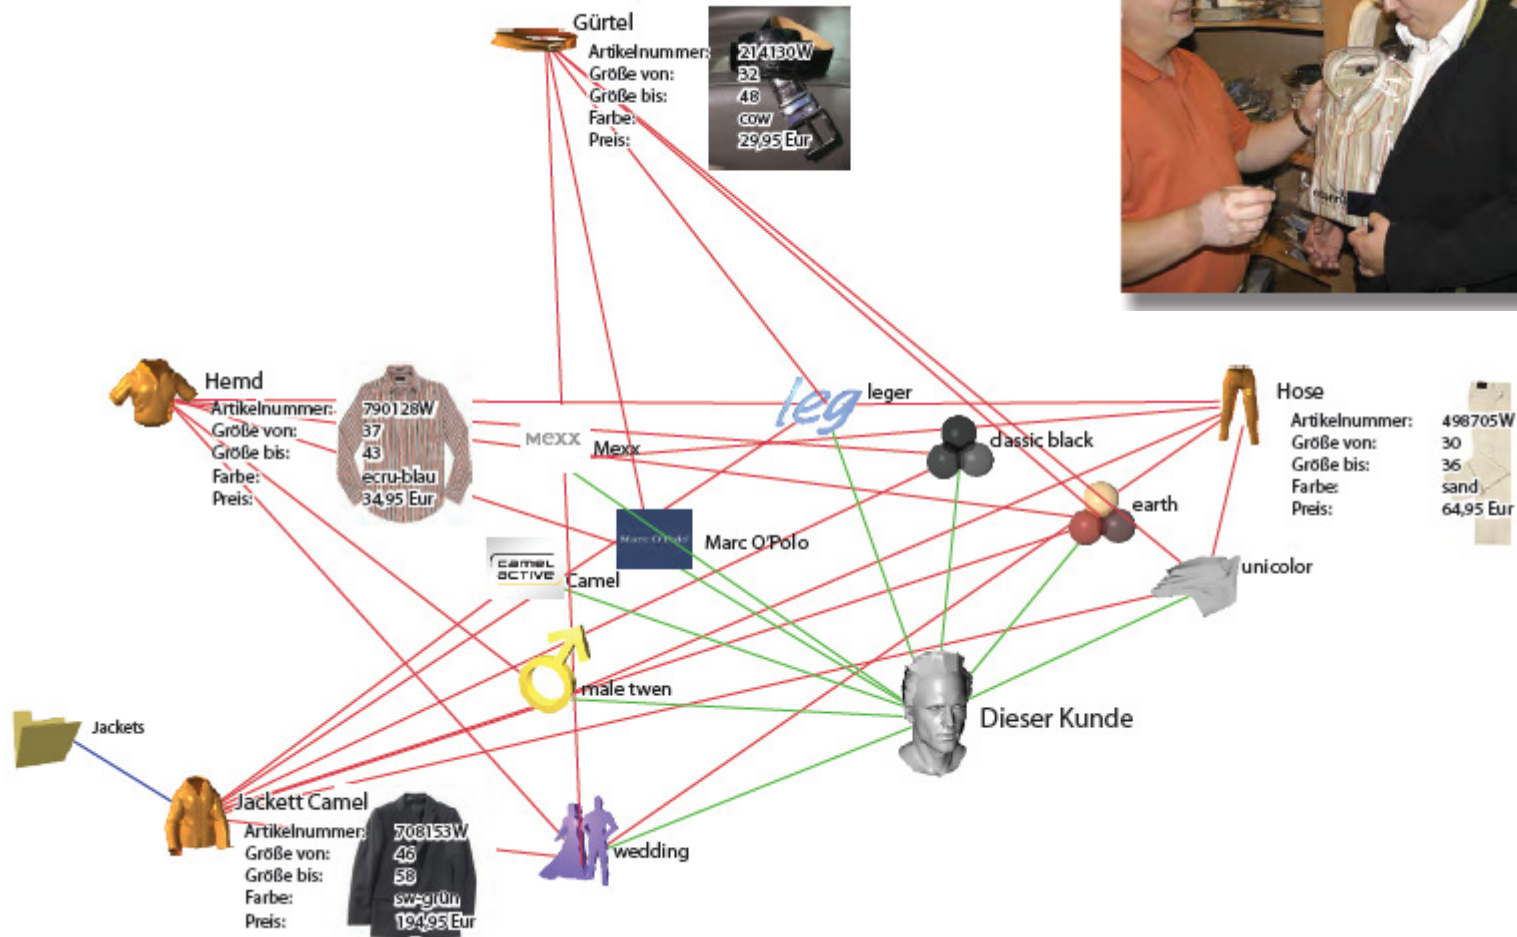 Gürtel
Artikelnummer: 214130W
Größe von: 32
Größe bis: 48
Farbe: cow
Preis: 29,95 Eur
Hemd
Artikelnummer: 790128W
Größe von: 37
Größe bis: 43
Farbe: ecru-blau
Preis: 34,95 Eur
leg
leger
mexx
Mexx
classic black
Hose
Artikelnummer: 498705W
Größe von: 30
Größe bis: 36
Farbe: sand
Preis: 64,95 Eur
earth
Marc O'Polo
Marc O'Polo
camel
active
Camel
unicolor
male twen
Dieser Kunde
Jackets
Jackett Camel
Artikelnummer: 708153W
Größe von: 46
Größe bis: 58
Farbe: sw-grün
Preis: 194,95 Eur
wedding